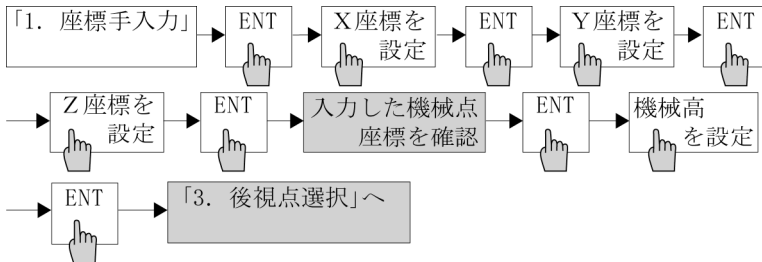 「1. 座標手入力」
ENT
X座標を
設定
ENT
Y座標を
設定
ENT
Z座標を
設定
ENT
入力した機械点
座標を確認
ENT
機械高
を設定
ENT
「3. 後視点選択」へ